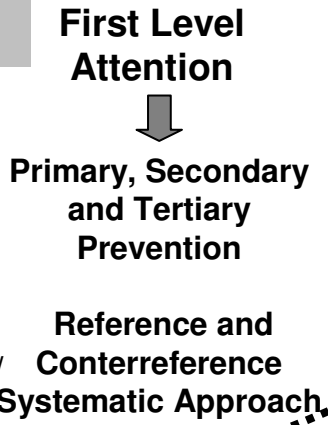 First Level
Attention
Primary, Secondary
and Tertiary
Prevention
Reference and
Conterreference
Systematic Approach